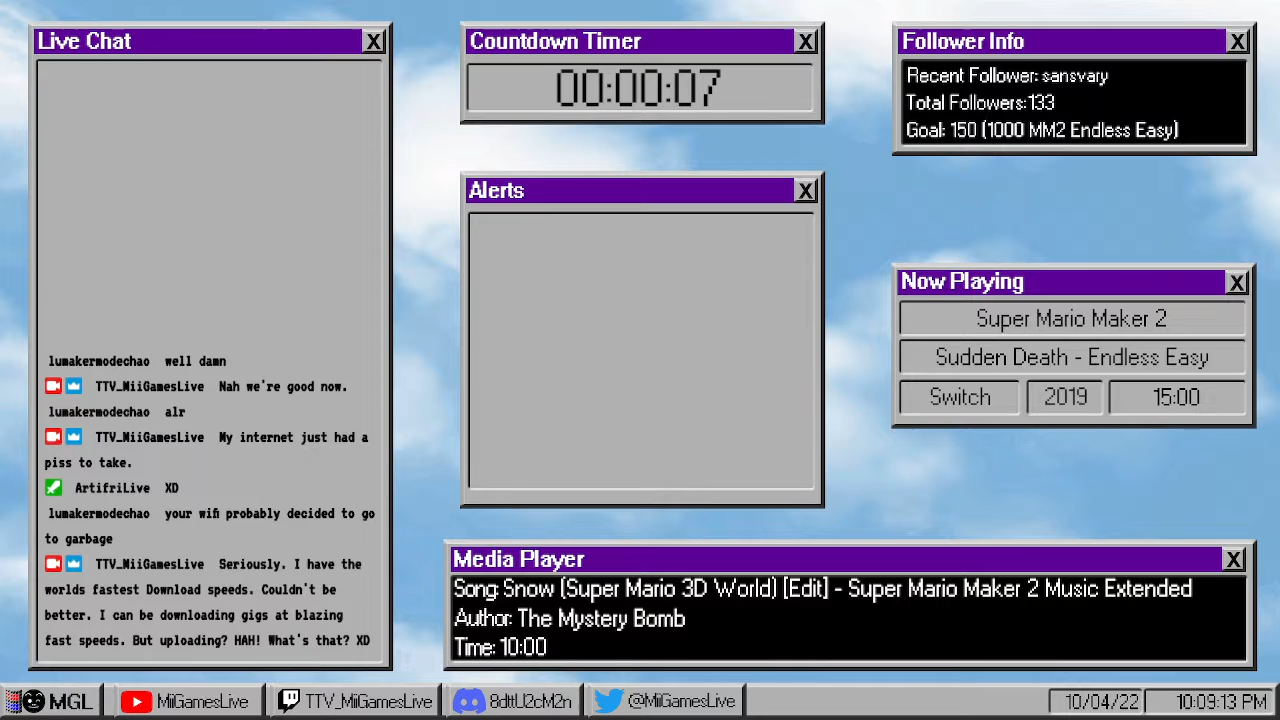 Live Chat
X
lumakermodechao well damn
TTV_MiiGamesLive Nah we're good now.
lumakermodechao alr
TTV_MiiGamesLive My internet just had a
piss to take.
ArtifriLive XD
lumakermodechao your wifi probably decided to go
to garbage
TTV_MiiGamesLive Seriously. I have the
worlds fastest Download speeds. Couldn't be
better. I can be downloading gigs at blazing
fast speeds. But uploading? HAH! What's that? XD
Countdown Timer
X
00:00:07
Alerts
X
Follower Info
X
Recent Follower: sansvary
Total Followers:133
Goal: 150 (1000 MM2 Endless Easy)
Now Playing
X
Super Mario Maker 2
Sudden Death - Endless Easy
Switch 2019 15:00
Media Player
X
Song: Snow (Super Mario 3D World) [Edit] - Super Mario Maker 2 Music Extended
Author: The Mystery Bomb
Time: 10:00
MGL MiiGamesLive TTV_MiiGamesLive 8dttU2cM2n @MiiGamesLive 10/04/22 10:09:13 PM